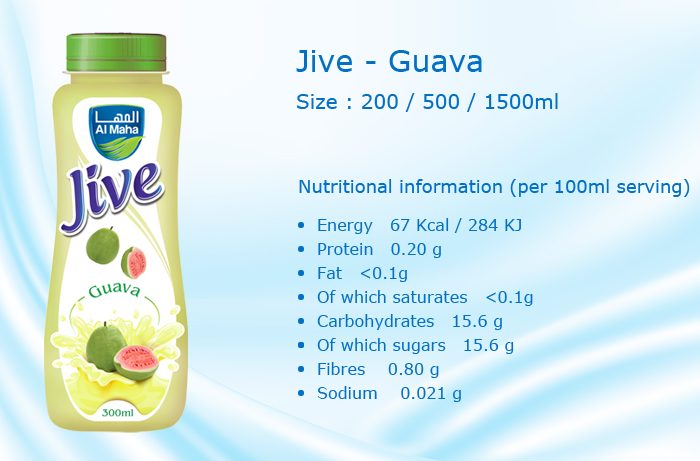 المها
Al Maha
Jive
Guava
300ml
Jive - Guava
Size : 200 / 500 / 1500ml
Nutritional information (per 100ml serving)
• Energy 67 Kcal / 284 KJ
• Protein 0.20 g
• Fat <0.1g
• Of which saturates <0.1g
• Carbohydrates 15.6 g
• Of which sugars 15.6 g
• Fibres 0.80 g
• Sodium 0.021 g